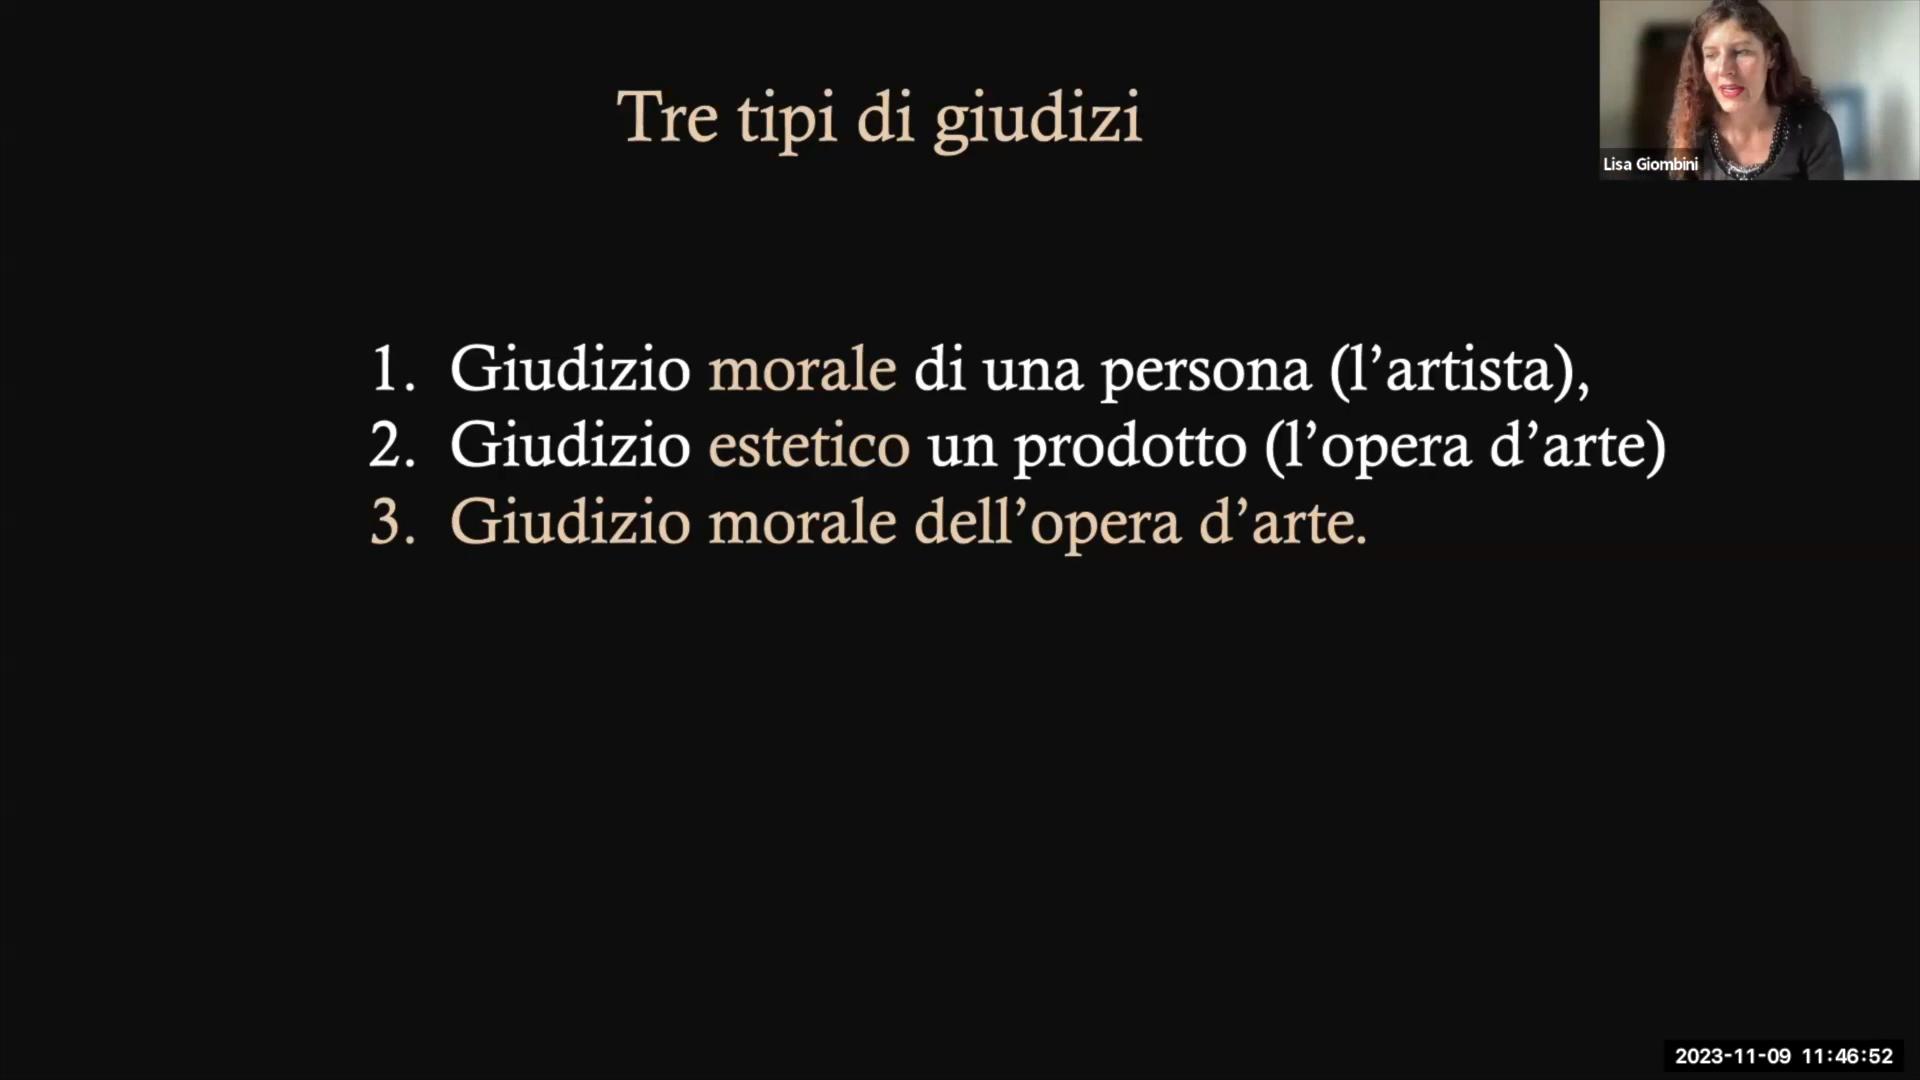 Tre tipi di giudizi
Lisa Giombini
1. Giudizio morale di una persona (l’artista),
2. Giudizio estetico un prodotto (l’opera d’arte)
3. Giudizio morale dell’opera d’arte.
2023-11-09 11:46:52